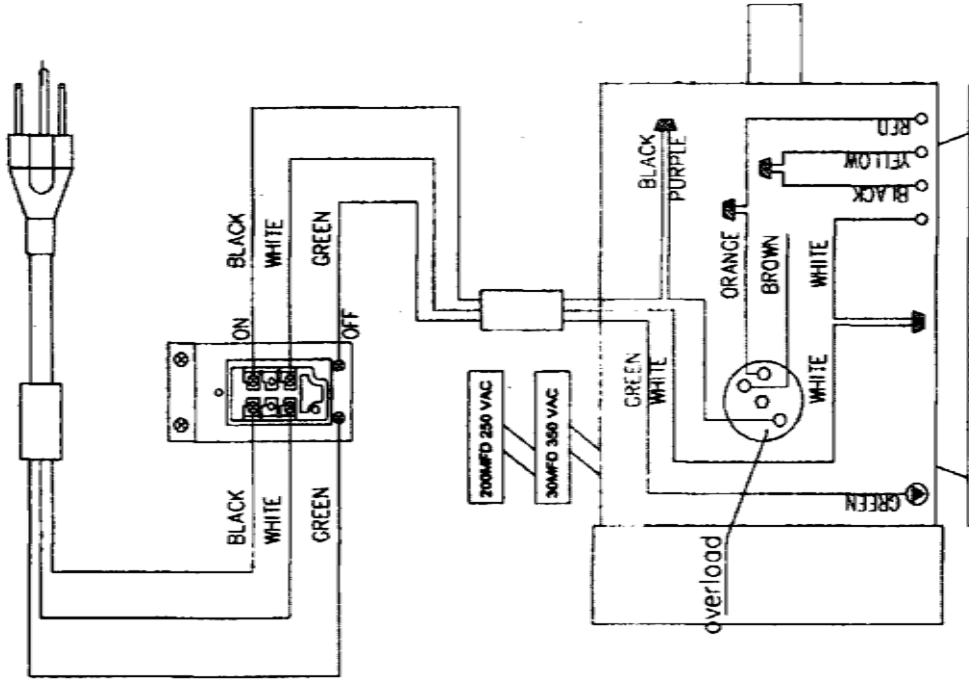 BLACK
WHITE
GREEN
ON
OFF
BLACK
WHITE
GREEN
200MFD 250 VAC
30MFD 350 VAC
BLACK
PURPLE
GREEN
WHITE
ORANGE
BROWN
WHITE
WHITE
RED
YELLOW
BLACK
GREEN
overload